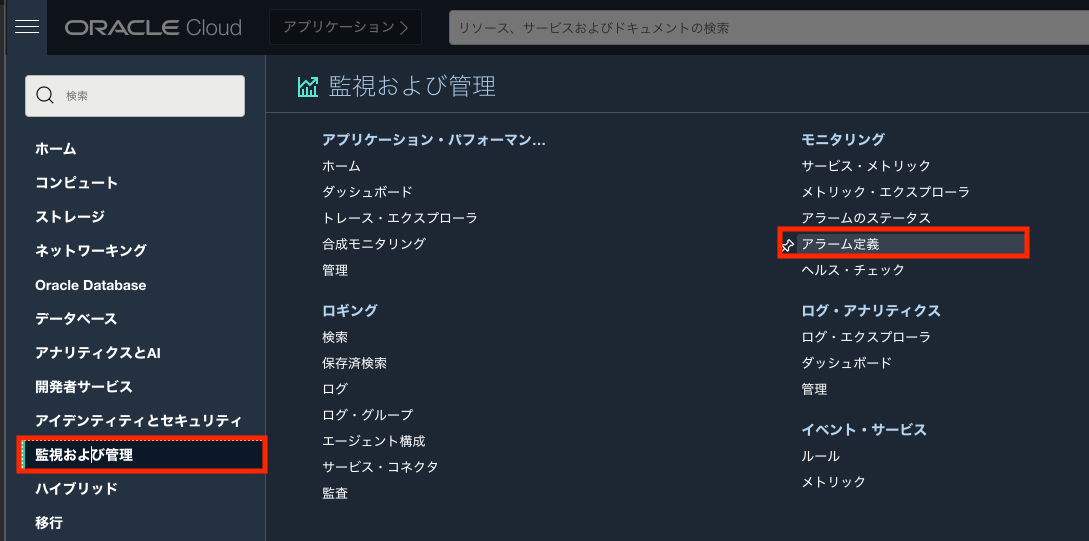 ORACLE Cloud
アプリケーション
リソース、サービスおよびドキュメントの検索
検索
ホーム
コンピュート
ストレージ
ネットワーキング
Oracle Database
データベース
アナリティクスとAI
開発者サービス
アイデンティティとセキュリティ
監視および管理
ハイブリッド
移行
監視および管理
アプリケーション・パフォーマン...
ホーム
ダッシュボード
トレース・エクスプローラ
合成モニタリング
管理
ロギング
検索
保存済検索
ログ
ログ・グループ
エージェント構成
サービス・コネクタ
監査
モニタリング
サービス・メトリック
メトリック・エクスプローラ
アラームのステータス
アラーム定義
ヘルス・チェック
ログ・アナリティクス
ログ・エクスプローラ
ダッシュボード
管理
イベント・サービス
ルール
メトリック